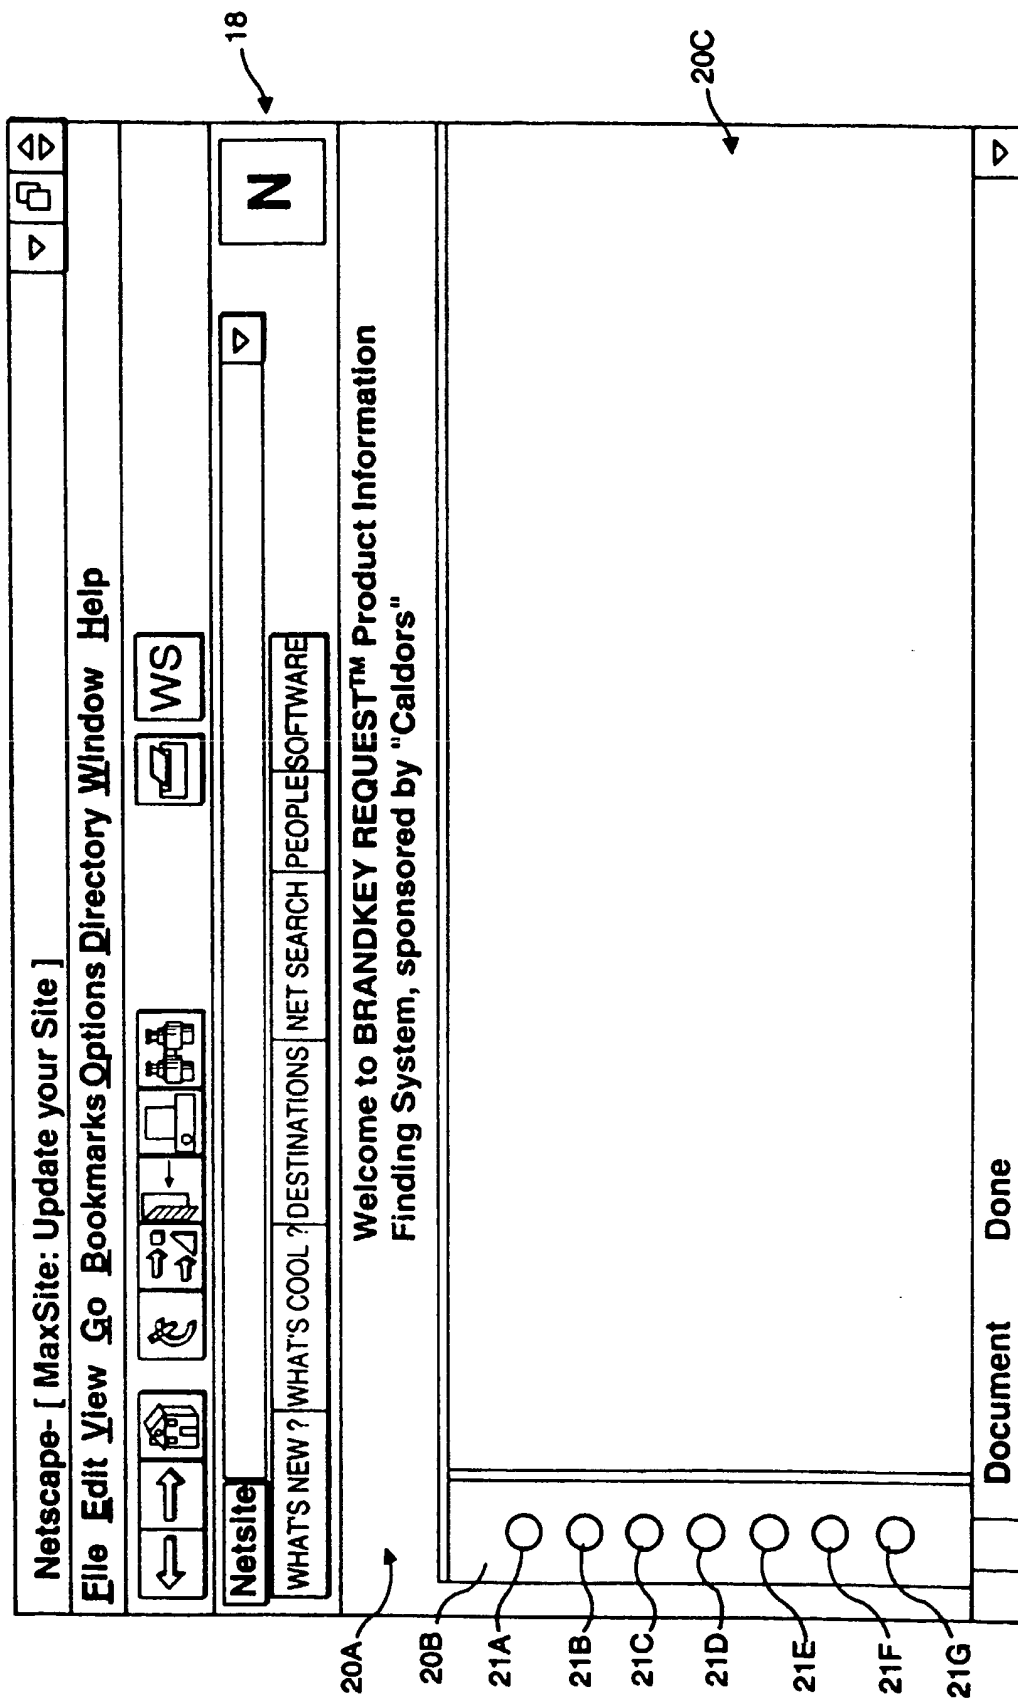 18
Netscape- [ MaxSite: Update your Site ]
File Edit View Go Bookmarks Options Directory Window Help
WS
Netsite
N
WHAT'S NEW ? WHAT'S COOL ? DESTINATIONS NET SEARCH PEOPLE SOFTWARE
20A
Welcome to BRANDKEY REQUEST™ Product Information
Finding System, sponsored by "Caldors"
20B
21A
21B
21C
21D
21E
21F
21G
20C
Document Done